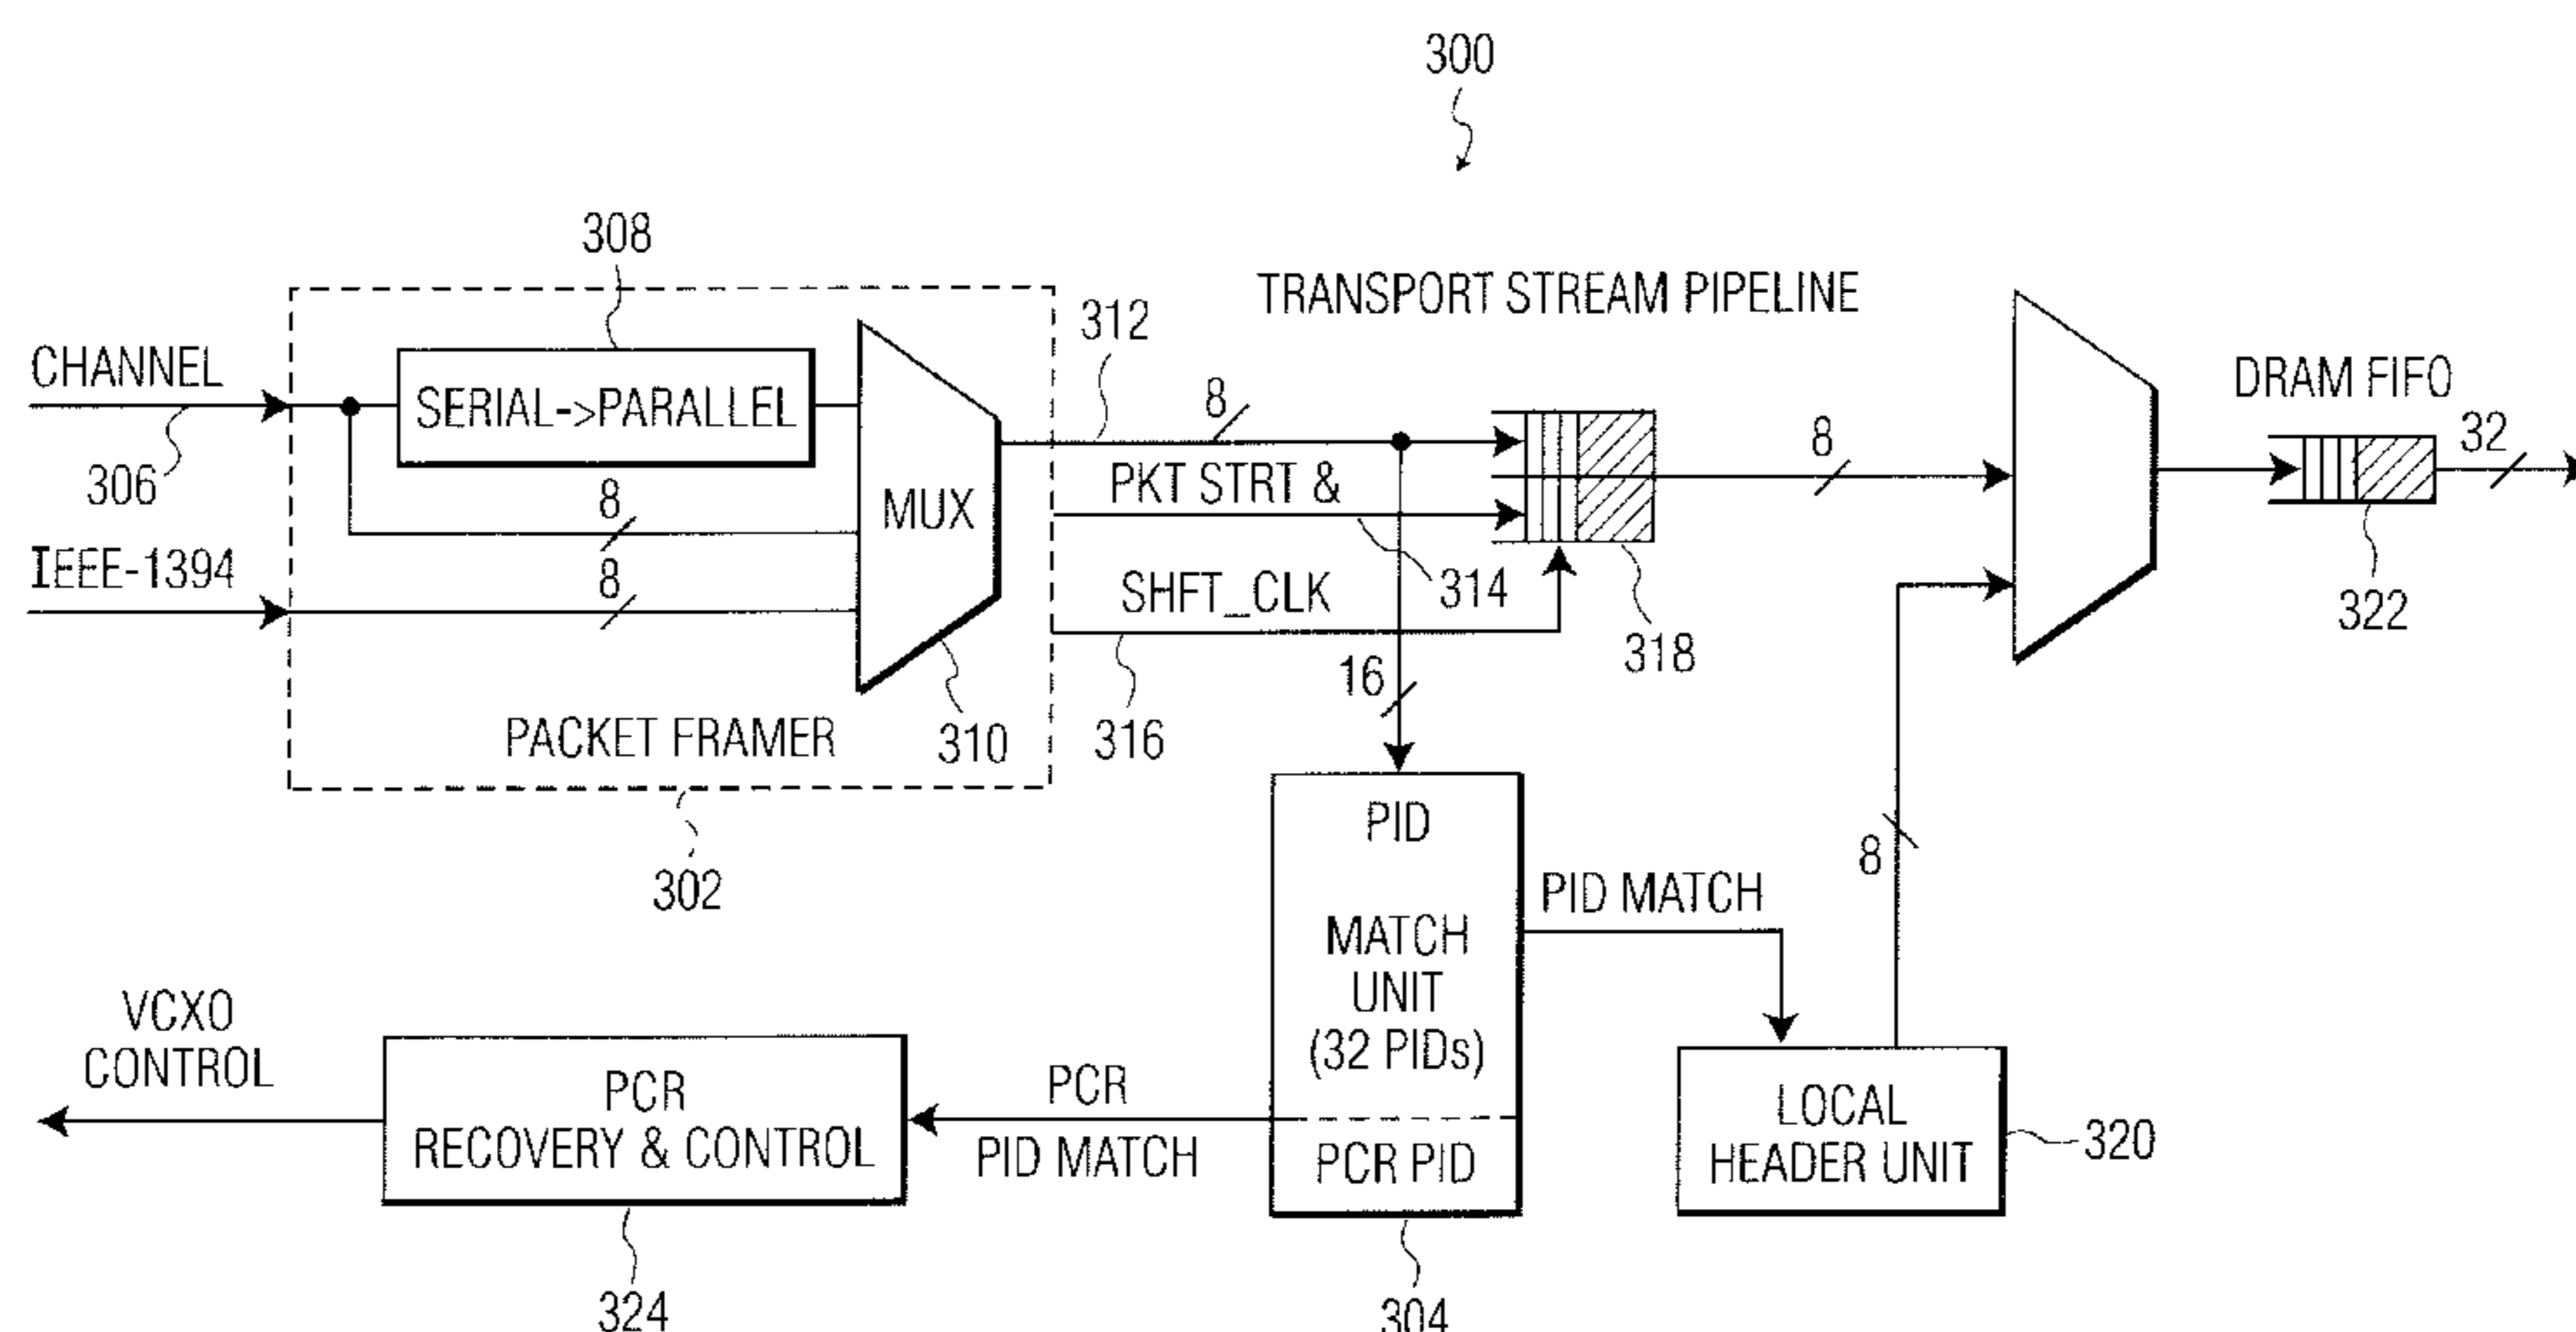 300
308
TRANSPORT STREAM PIPELINE
312
CHANNEL
SERIAL->PARALLEL
8
DRAM FIFO
306
8
MUX
PKT STRT &
8
32
IEEE-1394
8
SHFT_CLK
314
318
322
16
PACKET FRAMER
310
316
302
PID
MATCH
UNIT
(32 PIDs)
PCR PID
PID MATCH
8
VCXO
CONTROL
PCR
RECOVERY & CONTROL
PCR
PID MATCH
LOCAL
HEADER UNIT
320
324
304